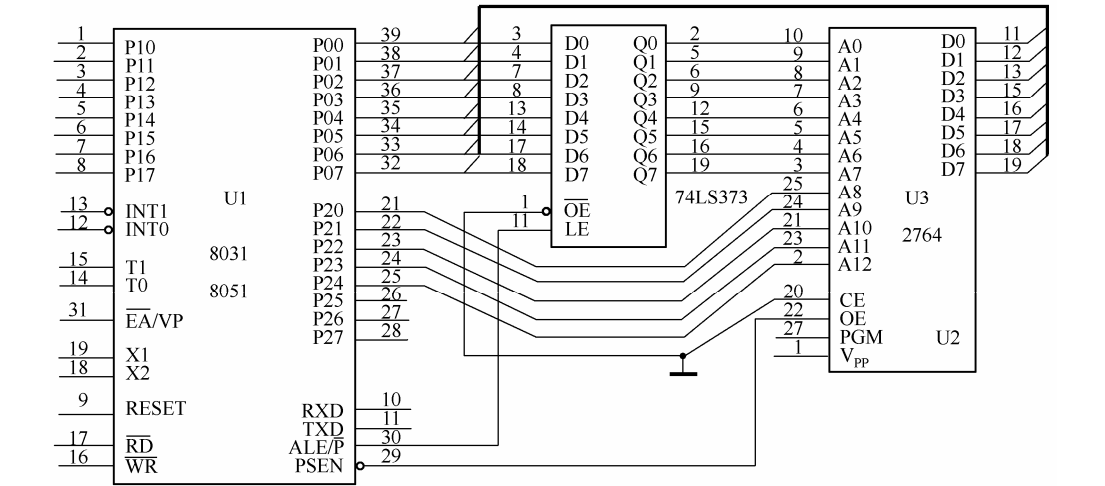 1 P10 P00 39 3 D0 Q0 2 10 A0 D0 11
2 P11 P01 38 4 D1 Q1 5 9 A1 D1 12
3 P12 P02 37 7 D2 Q2 6 8 A2 D2 13
4 P13 P03 36 8 D3 Q3 9 7 A3 D3 15
5 P14 P04 35 13 D4 Q4 12 6 A4 D4 16
6 P15 P05 34 14 D5 Q5 15 5 A5 D5 17
7 P16 P06 33 17 D6 Q6 16 4 A6 D6 18
8 P17 P07 32 18 D7 Q7 19 3 A7 D7 19
U1 74LS373 25 A8 U3
13 INT1 P20 21 1 OE 24 A9
12 INT0 P21 22 11 LE 21 A10 2764
8031 P22 23 23 A11
15 T1 P23 24 2 A12
14 T0 P24 25
8051 P25 26 20 CE
31 EA/VP P26 27 22 OE
P27 28 27 PGM U2
19 X1 1 VPP
18 X2
9 RESET RXD 10
TXD 11
17 RD ALE/P 30
16 WR PSEN 29